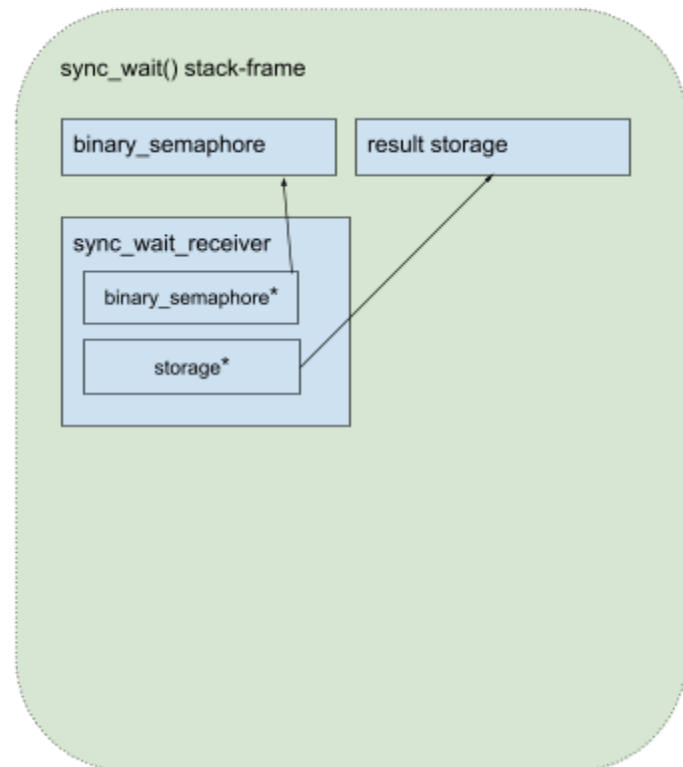 sync_wait() stack-frame
binary_semaphore
result storage
sync_wait_receiver
binary_semaphore*
storage*